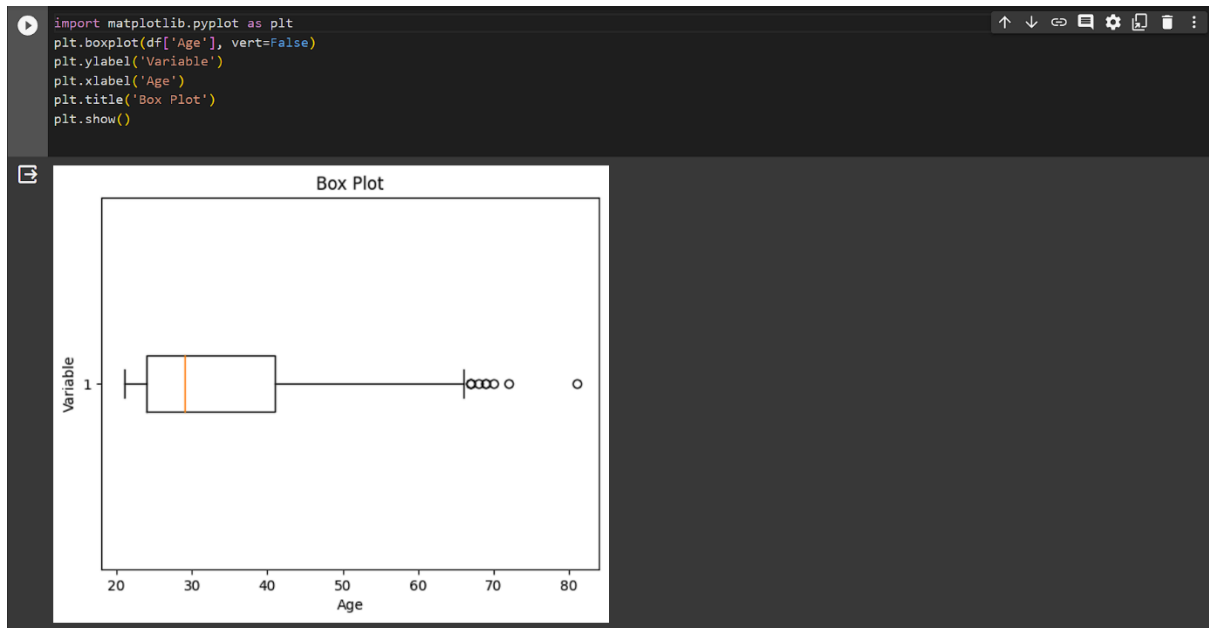 import matplotlib.pyplot as plt
plt.boxplot(df['Age'], vert=False)
plt.ylabel('Variable')
plt.xlabel('Age')
plt.title('Box Plot')
plt.show()
Box Plot
Variable
1
20 30 40 50 60 70 80
Age